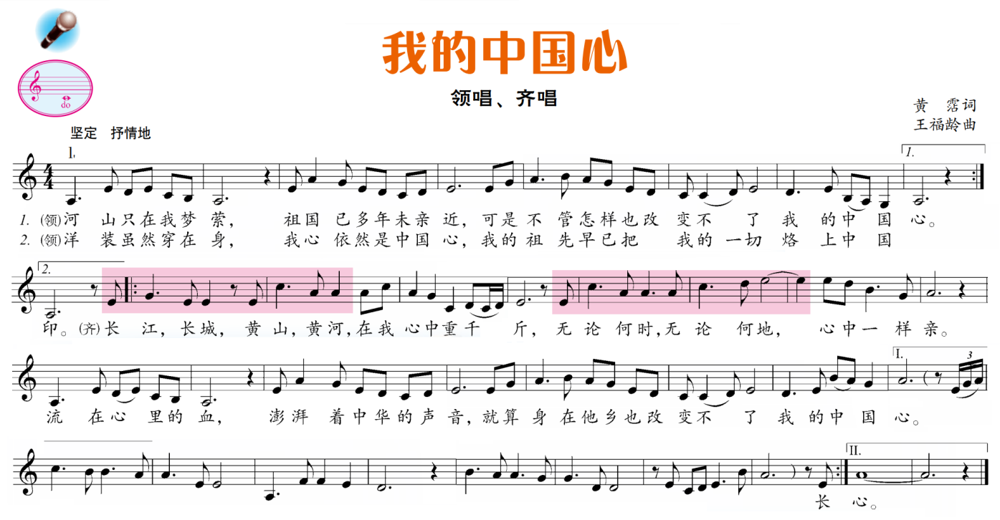 我的中国心
领唱、齐唱
do
黄 霑词
王福龄曲
坚定 抒情地
1.
1.
4 4
1. (领)河 山只在我梦 萦, 祖国 已多年未亲 近, 可是 不 管怎样也改 变不 了 我 的中 国 心。
2. (领)洋 装虽然穿在 身, 我心 依然是中国 心, 我的 祖 先早已把 我的 一切 烙 上中 国
2.
印。(齐)长 江, 长城, 黄 山, 黄河, 在我 心中重千 斤, 无论 何时, 无论 何地, 心中一 样亲。
I.
3
流 在心 里的 血, 澎湃 着中华的声 音, 就算 身 在他乡也改 变不 了 我 的中 国 心。
II.
长 心。